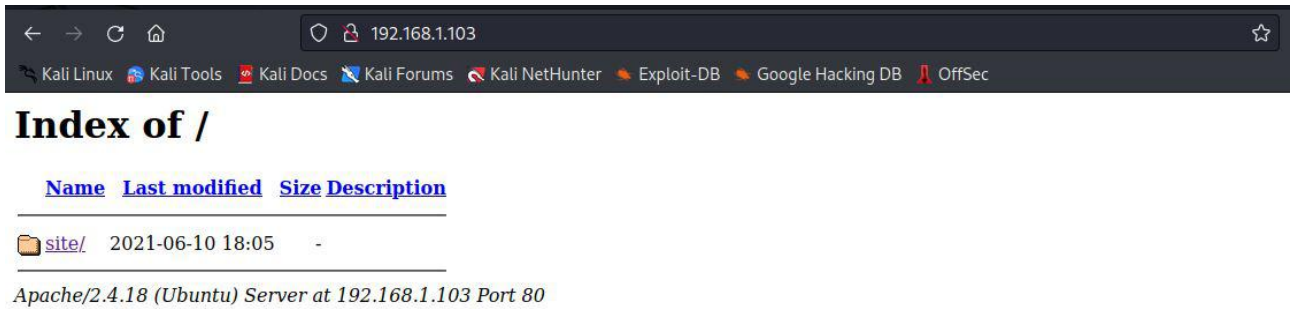 192.168.1.103
Kali Linux Kali Tools Kali Docs Kali Forums Kali NetHunter Exploit-DB Google Hacking DB OffSec
Index of /
Name Last modified Size Description
site/ 2021-06-10 18:05 -
Apache/2.4.18 (Ubuntu) Server at 192.168.1.103 Port 80